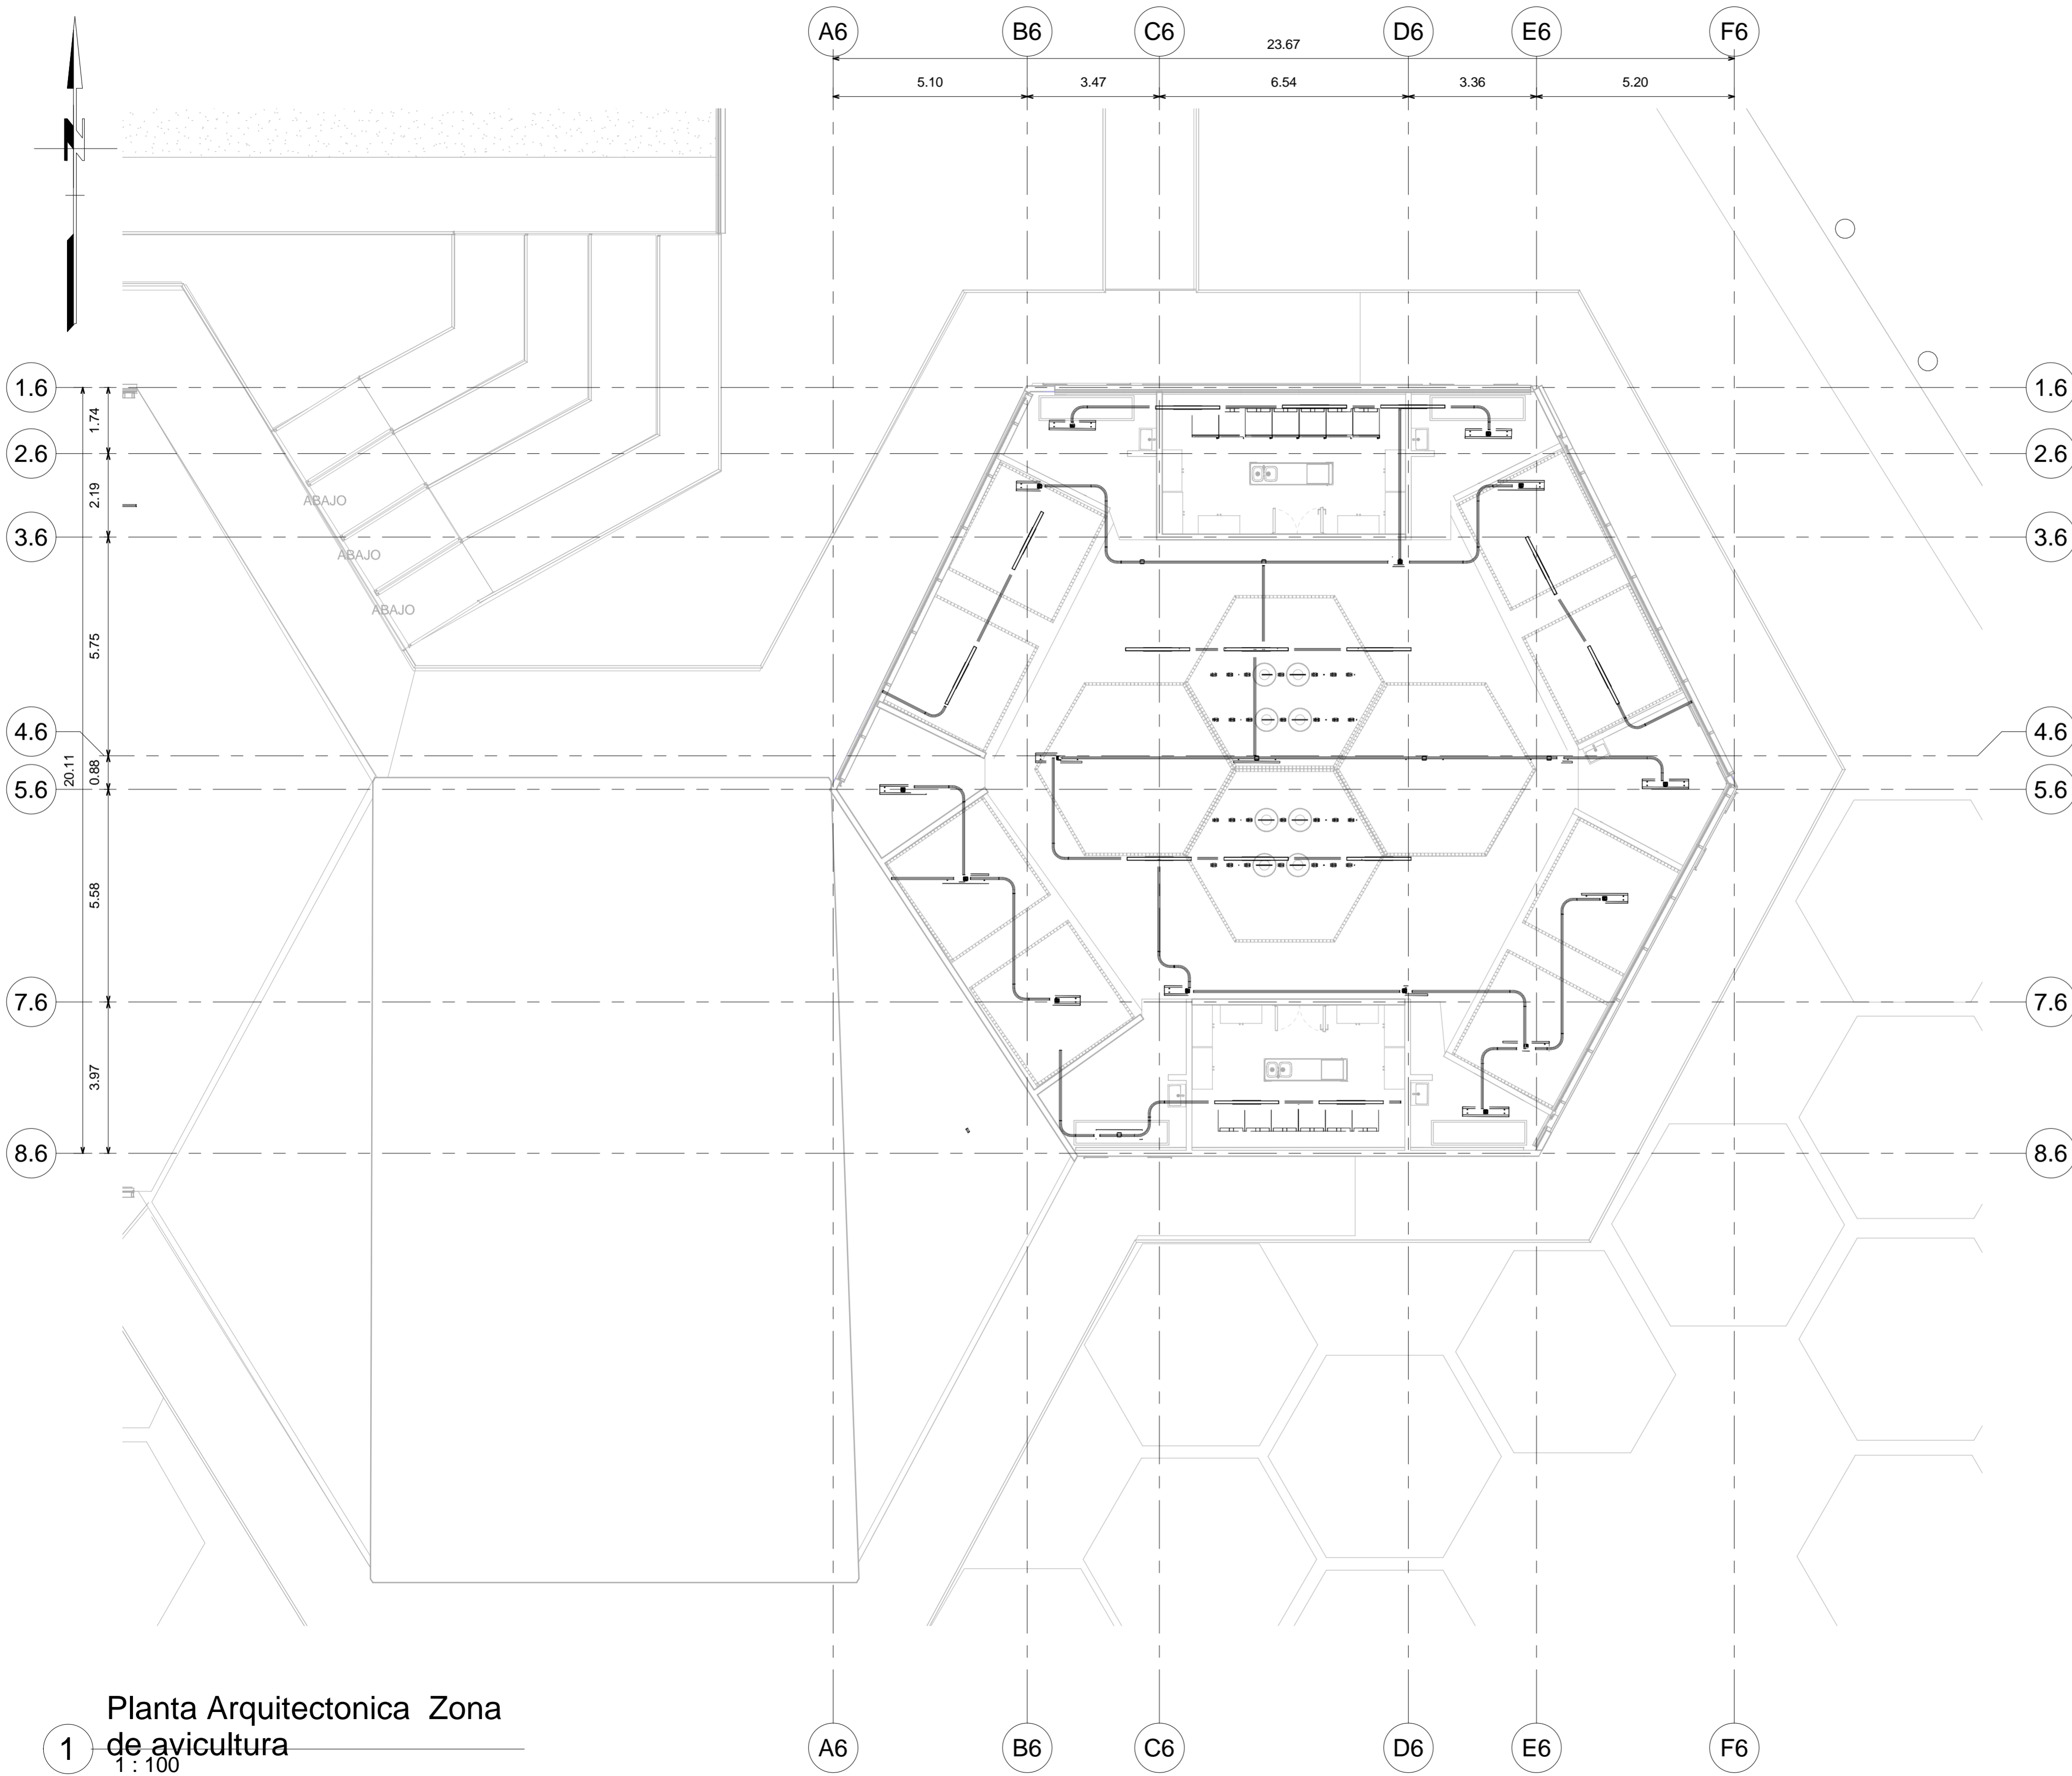 A6 B6 C6 D6 E6 F6
23.67
5.10 3.47 6.54 3.36 5.20
N
1.6 1.6
1.74
2.6 2.6
2.19
ABAJO
3.6 3.6
ABAJO
ABAJO
5.75
4.6 4.6
20.11
0.88
5.6 5.6
5.58
7.6 7.6
3.97
8.6 8.6
Planta Arquitectonica Zona
de avicultura
1
1 : 100
A6 B6 C6 D6 E6 F6